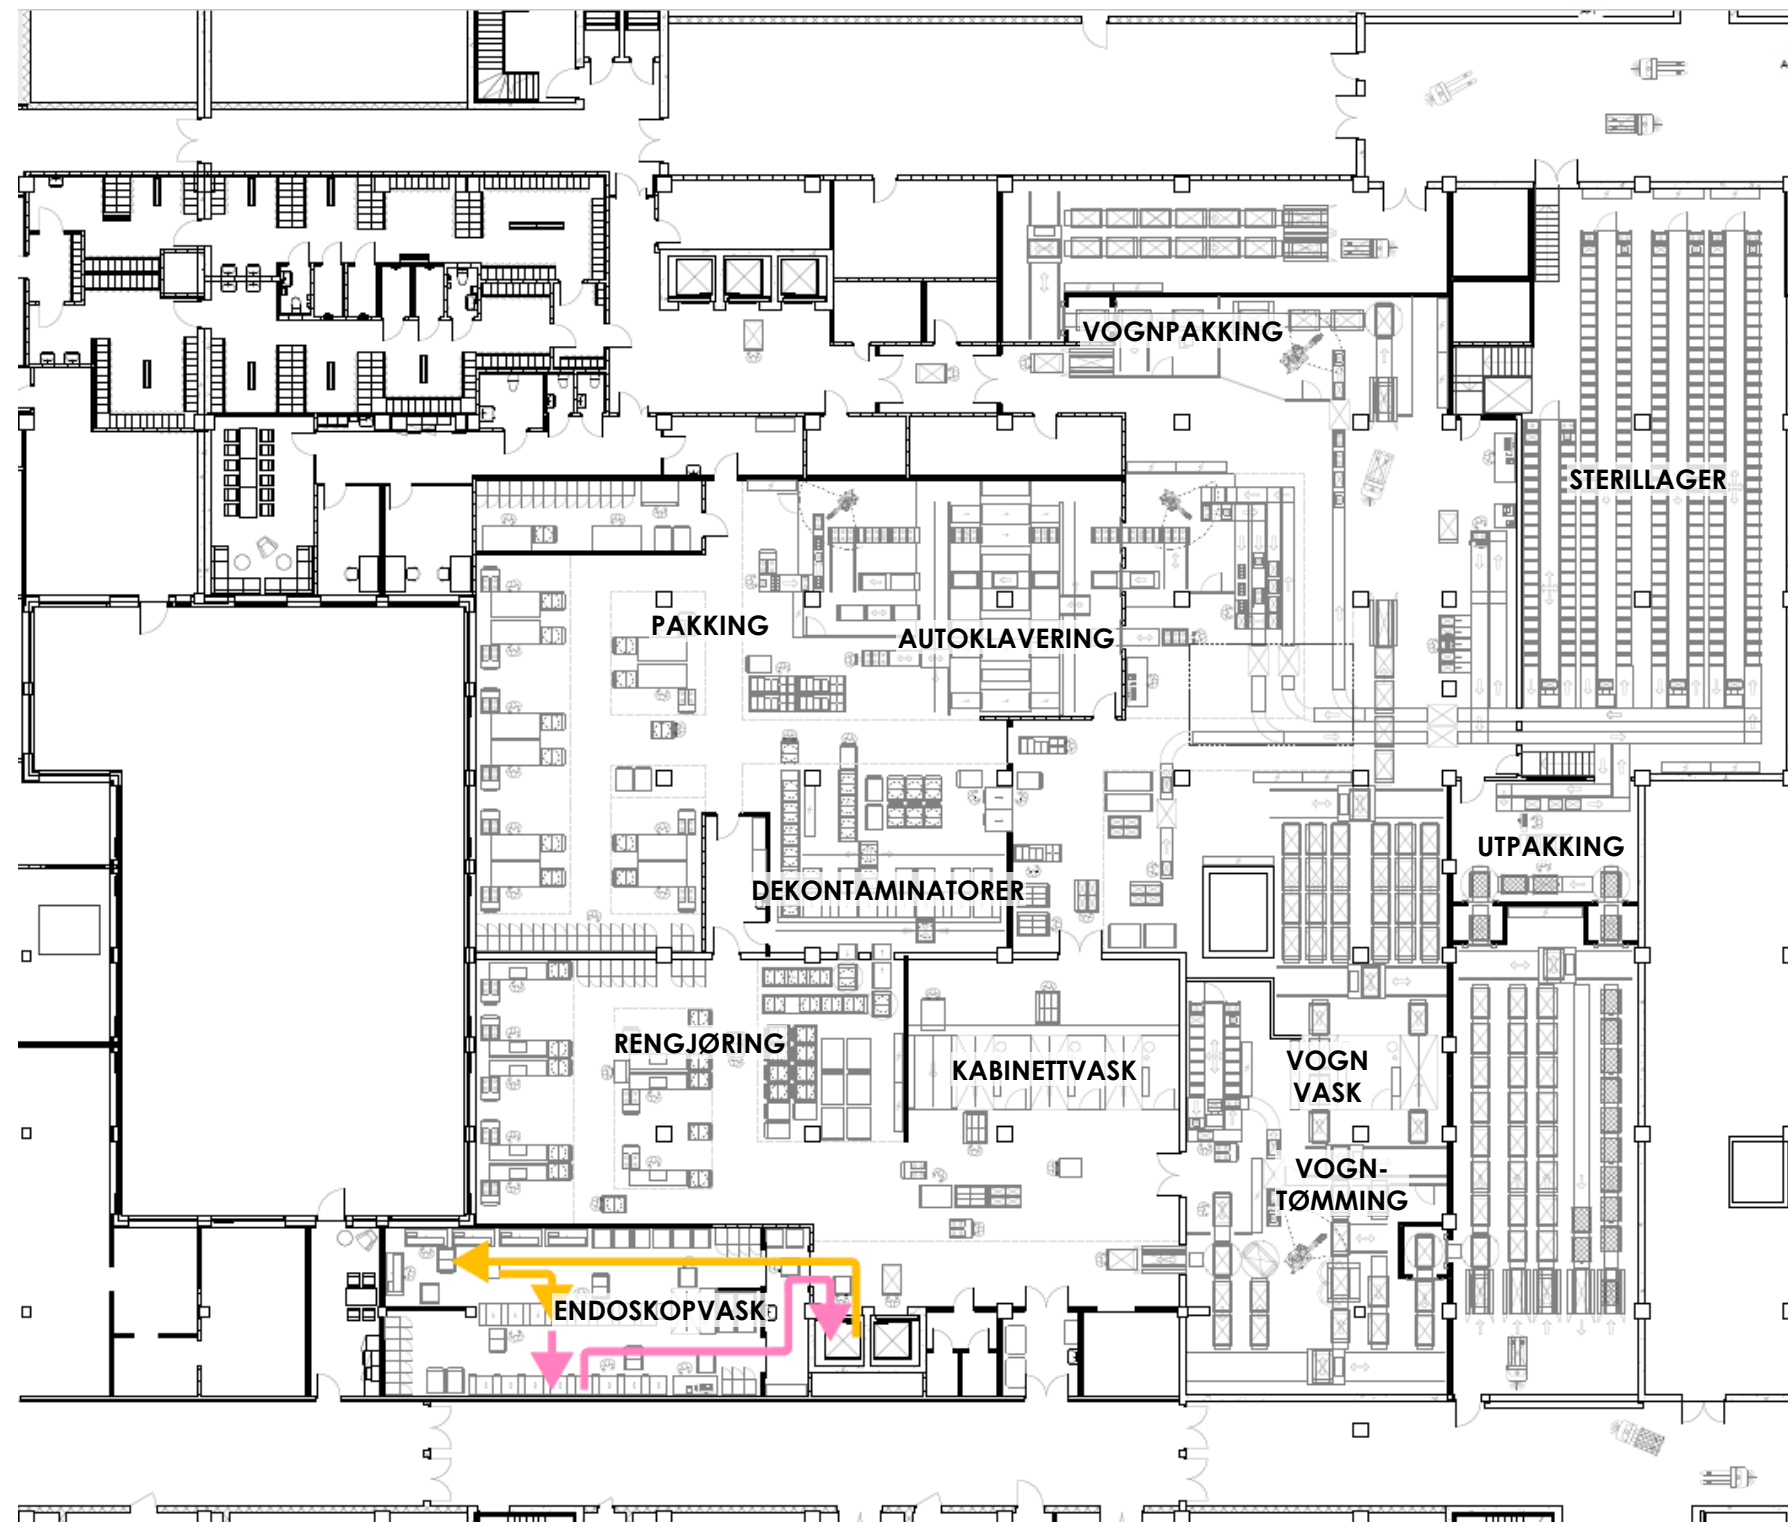 VOGNPAKKING
STERILLAGER
PAKKING
AUTOKLAVERING
UTPAKKING
DEKONTAMINATORER
RENGJØRING
KABINETTVASK
VOGN
VASK
VOGN-
TØMMING
ENDOSKOPVASK